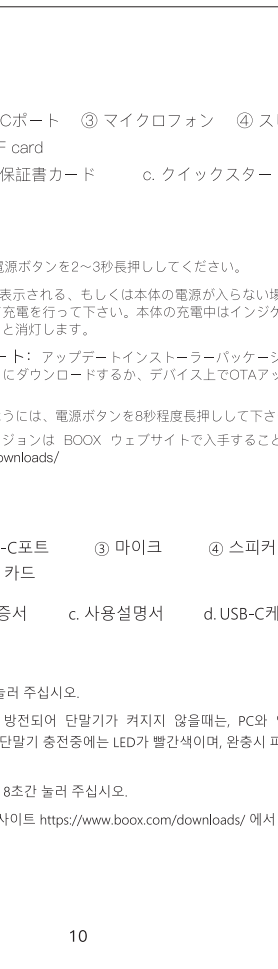 Cポート ③ マイクロフォン ④ ス
F card
保証書カード c. クイックスター
電源ボタンを2〜3秒長押ししてください。
表示される、もしくは本体の電源が入らない場
充電を行って下さい。本体の充電中はインジケ
と消灯します。
ート: アップデートインストーラーパッケージ
にダウンロードするか、デバイス上でOTAアッ
うには、電源ボタンを8秒程度長押しして下さ
ジョンは BOOX ウェブサイトで入手すること
ownloads/
-C포트 ③ 마이크 ④ 스피커
카드
증서 c. 사용설명서 d. USB-C케
눌러 주십시오.
방전되어 단말기가 켜지지 않을때는, PC와
단말기 충전중에는 LED가 빨간색이며, 완충시 파
8초간 눌러 주십시오.
사이트 https://www.boox.com/downloads/ 에서
10